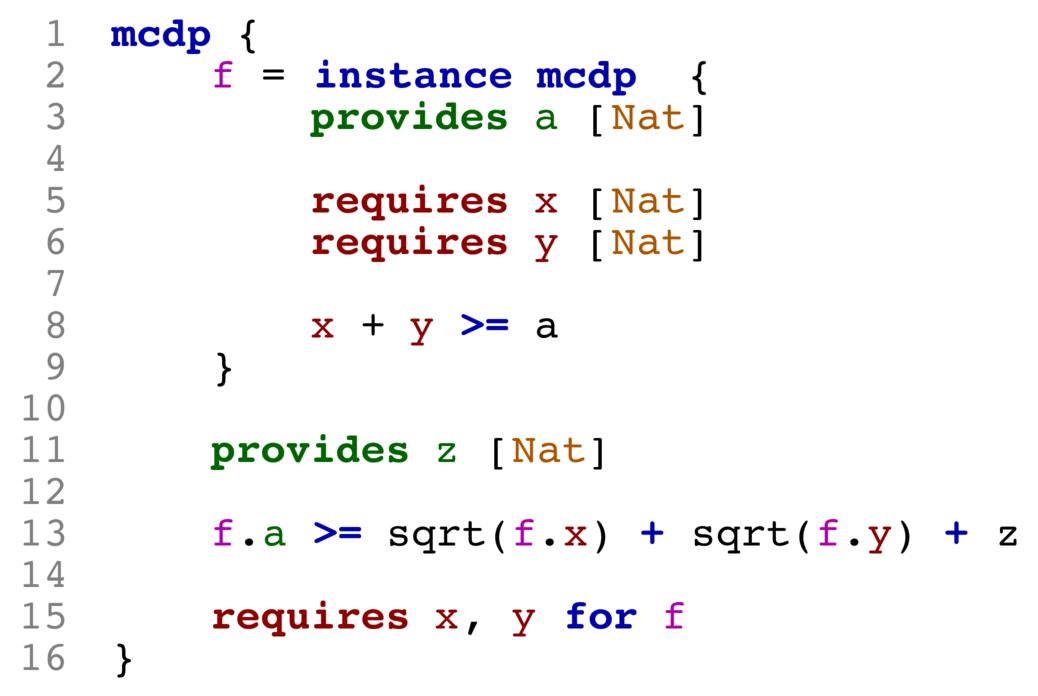 1 mcdp {
2 f = instance mcdp {
3 provides a [Nat]
4
5 requires x [Nat]
6 requires y [Nat]
7
8 x + y >= a
9 }
10
11 provides z [Nat]
12
13 f.a >= sqrt(f.x) + sqrt(f.y) + z
14
15 requires x, y for f
16 }